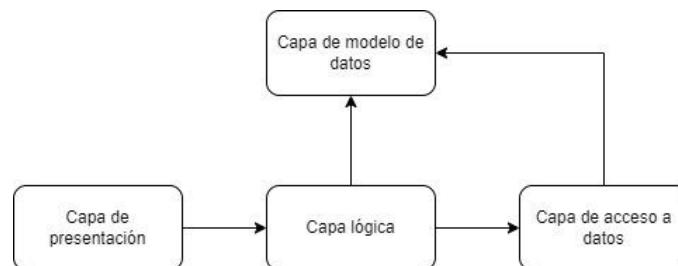 Capa de modelo de
datos
Capa de
presentación
Capa lógica
Capa de acceso a
datos